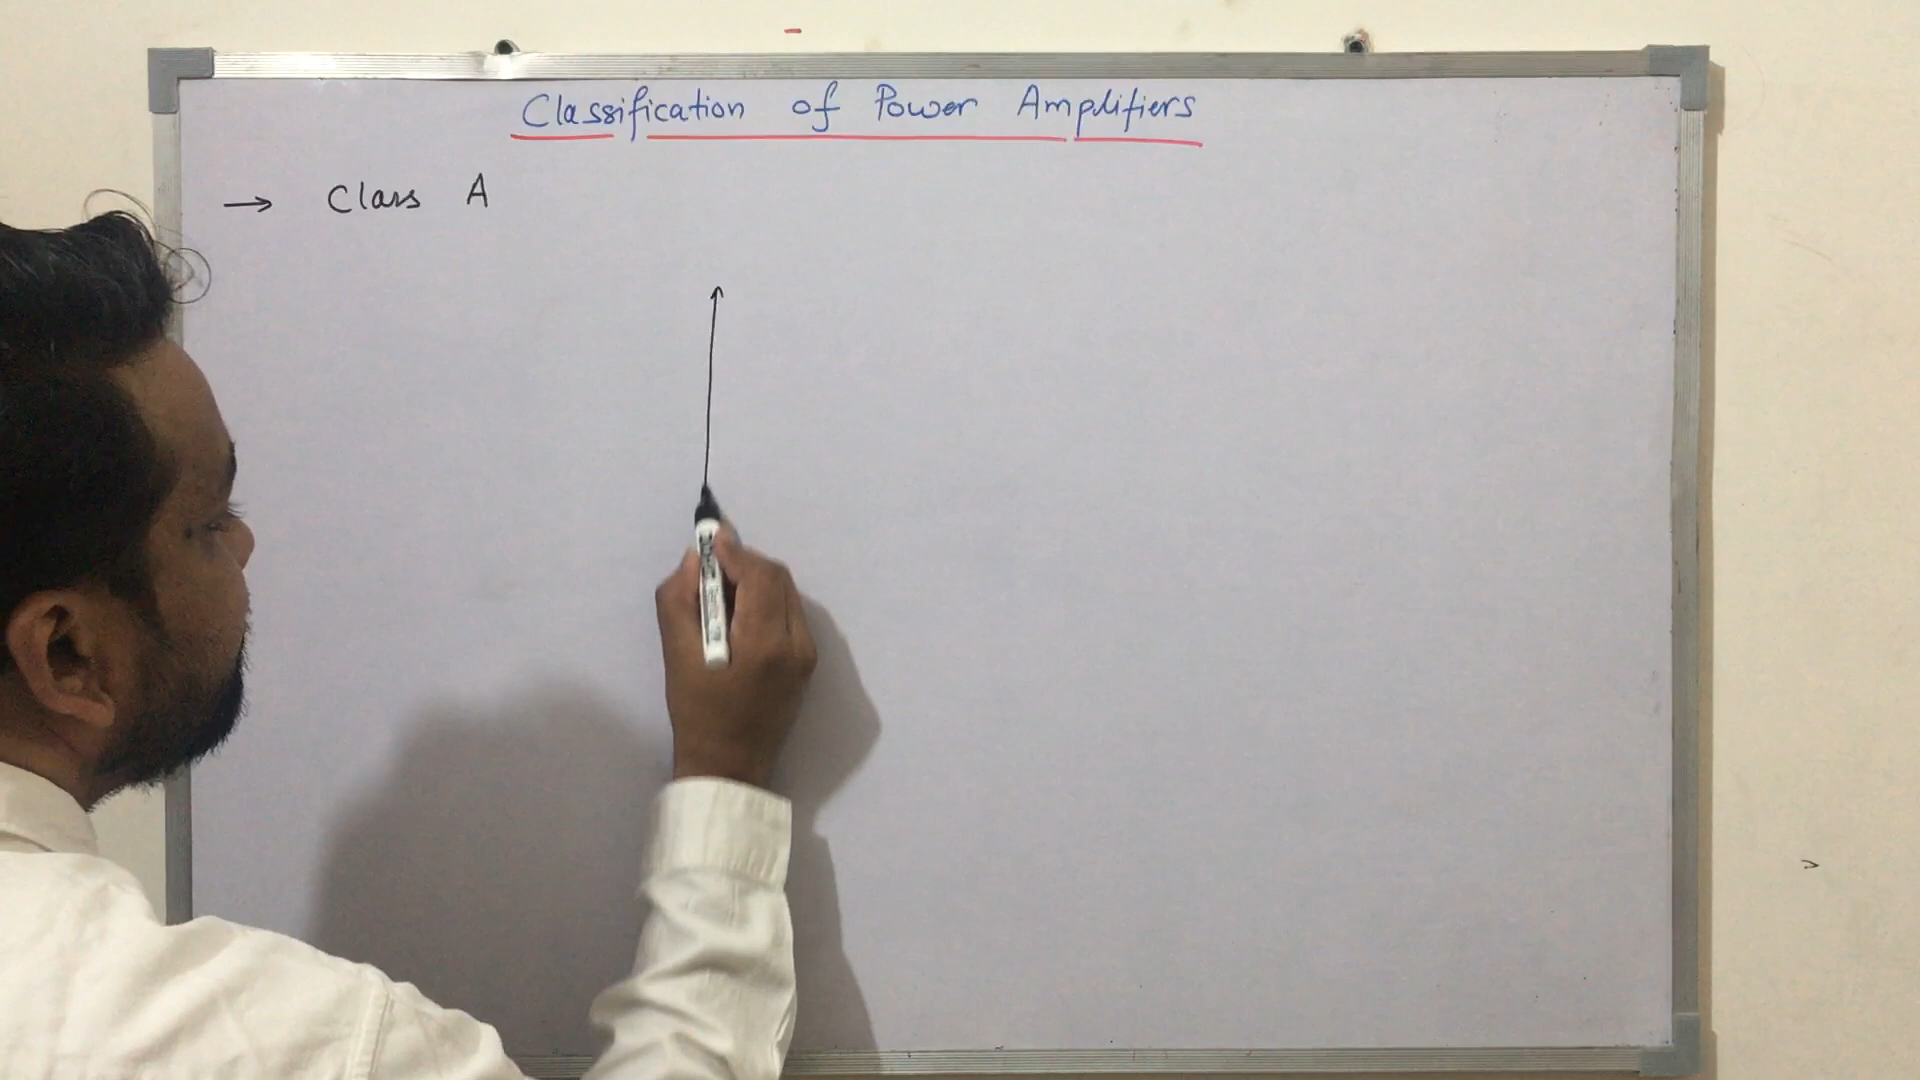 Classification of Power Amplifiers
→ Class A